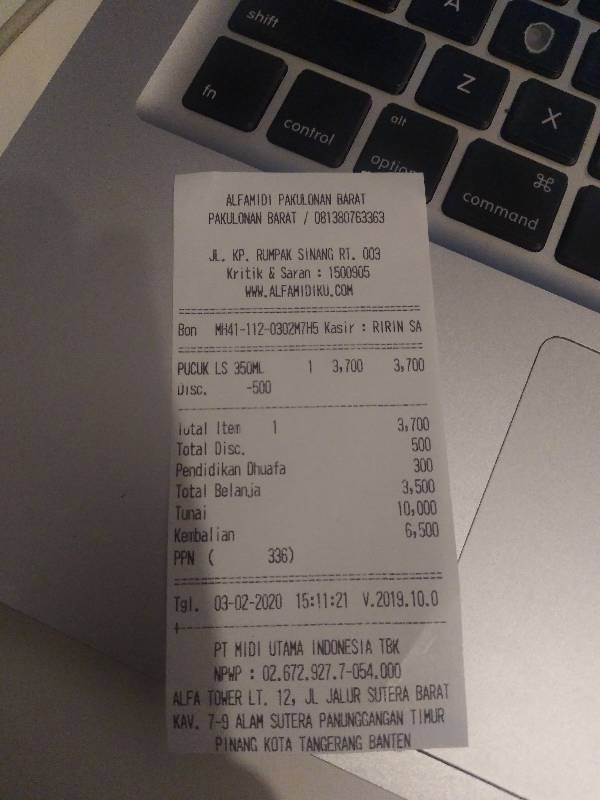 shift
A
fn
Z
control
alt
option
X
⌘
command
ALFAMIDI PAKULONAN BARAT
PAKULONAN BARAT / 081380763363
JL. KP. RUMPAK SINANG RT. 003
Kritik & Saran : 1500905
WWW.ALFAMIDIKU.COM
Bon MH41-112-0302M7H5 Kasir : RIRIN SA
PUCUK LS 350ML 1 3,700 3,700
Disc. -500
Total Item 1 3,700
Total Disc. 500
Pendidikan Dhuafa 300
Total Belanja 3,500
Tunai 10,000
Kembalian 6,500
PPN ( 336)
Tgl. 03-02-2020 15:11:21 V.2019.10.0
PT MIDI UTAMA INDONESIA TBK
NPWP : 02.672.927.7-054.000
ALFA TOWER LT. 12, JL JALUR SUTERA BARAT
KAV. 7-9 ALAM SUTERA PANUNGGANGAN TIMUR
PINANG KOTA TANGERANG BANTEN